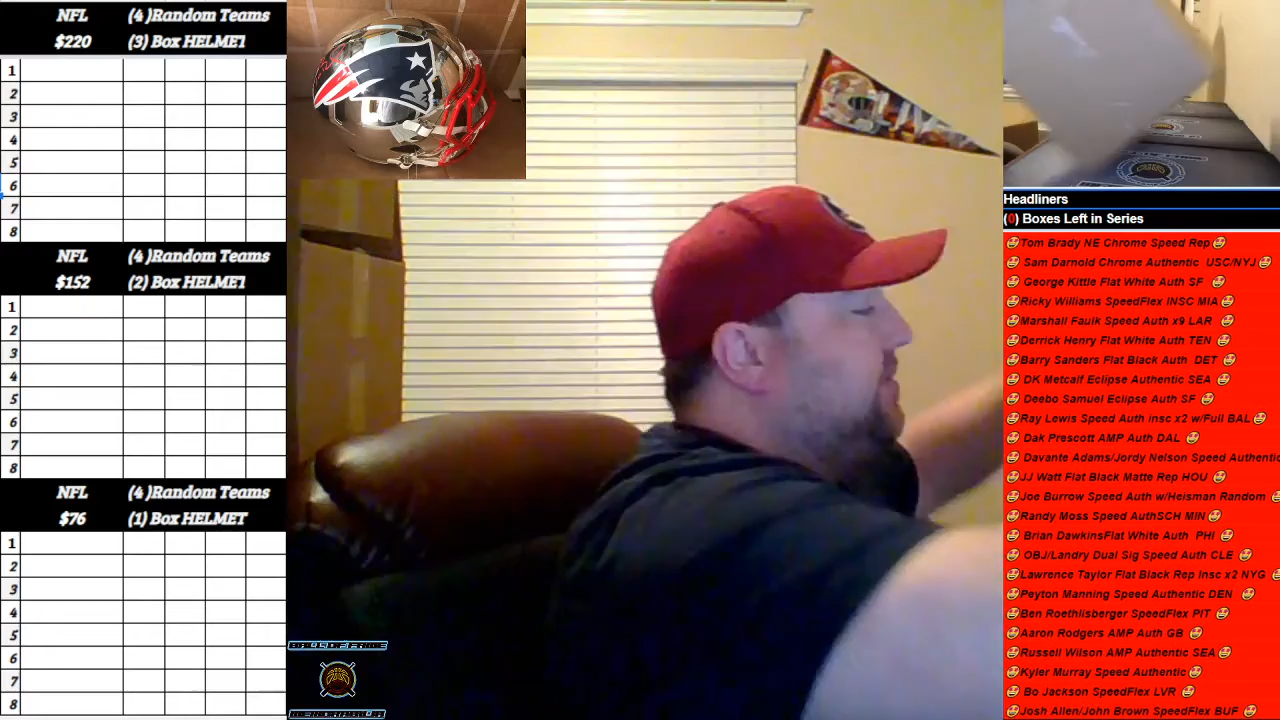 NFL (4 )Random Teams
$220 (3) Box HELMET
1
2
3
4
5
6
7
8
NFL (4 )Random Teams
$152 (2) Box HELMET
1
2
3
4
5
6
7
8
NFL (4 )Random Teams
$76 (1) Box HELMET
1
2
3
4
5
6
7
8
Headliners
(0) Boxes Left in Series
Tom Brady NE Chrome Speed Rep
Sam Darnold Chrome Authentic USC/NYJ
George Kittle Flat White Auth SF
Ricky Williams SpeedFlex INSC MIA
Marshall Faulk Speed Auth x9 LAR
Derrick Henry Flat White Auth TEN
Barry Sanders Flat Black Auth DET
DK Metcalf Eclipse Authentic SEA
Deebo Samuel Eclipse Auth SF
Ray Lewis Speed Auth insc x2 w/Full BAL
Dak Prescott AMP Auth DAL
Davante Adams/Jordy Nelson Speed Authentic
JJ Watt Flat Black Matte Rep HOU
Joe Burrow Speed Auth w/Heisman Random
Randy Moss Speed AuthSCH MIN
Brian DawkinsFlat White Auth PHI
OBJ/Landry Dual Sig Speed Auth CLE
Lawrence Taylor Flat Black Rep Insc x2 NYG
Peyton Manning Speed Authentic DEN
Ben Roethlisberger SpeedFlex PIT
Aaron Rodgers AMP Auth GB
Russell Wilson AMP Authentic SEA
Kyler Murray Speed Authentic
Bo Jackson SpeedFlex LVR
Josh Allen/John Brown SpeedFlex BUF
BALLS OF FAME
MEMORABILIA